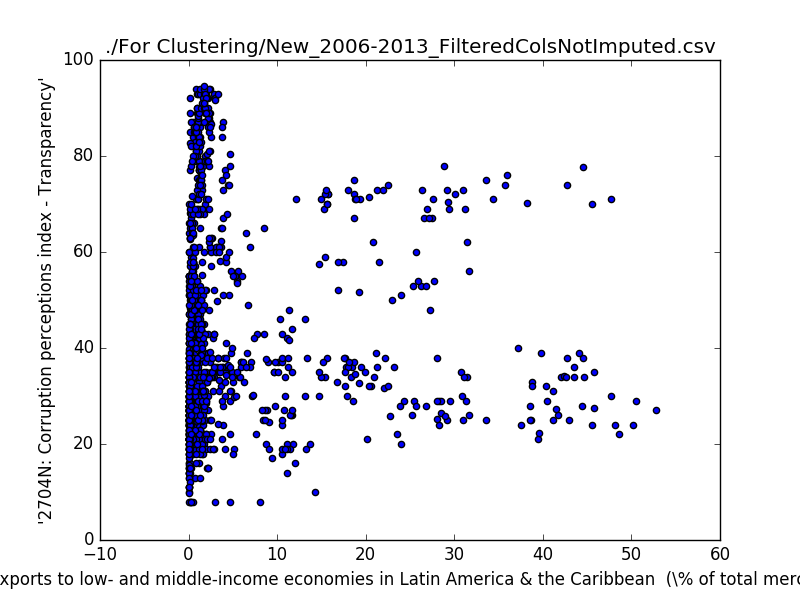 ./For Clustering/New_2006-2013_FilteredColsNotImputed.csv
'2704N: Corruption perceptions index - Transparency'
100
80
60
40
20
0
−10 0 10 20 30 40 50 60
xports to low- and middle-income economies in Latin America & the Caribbean (\% of total merc